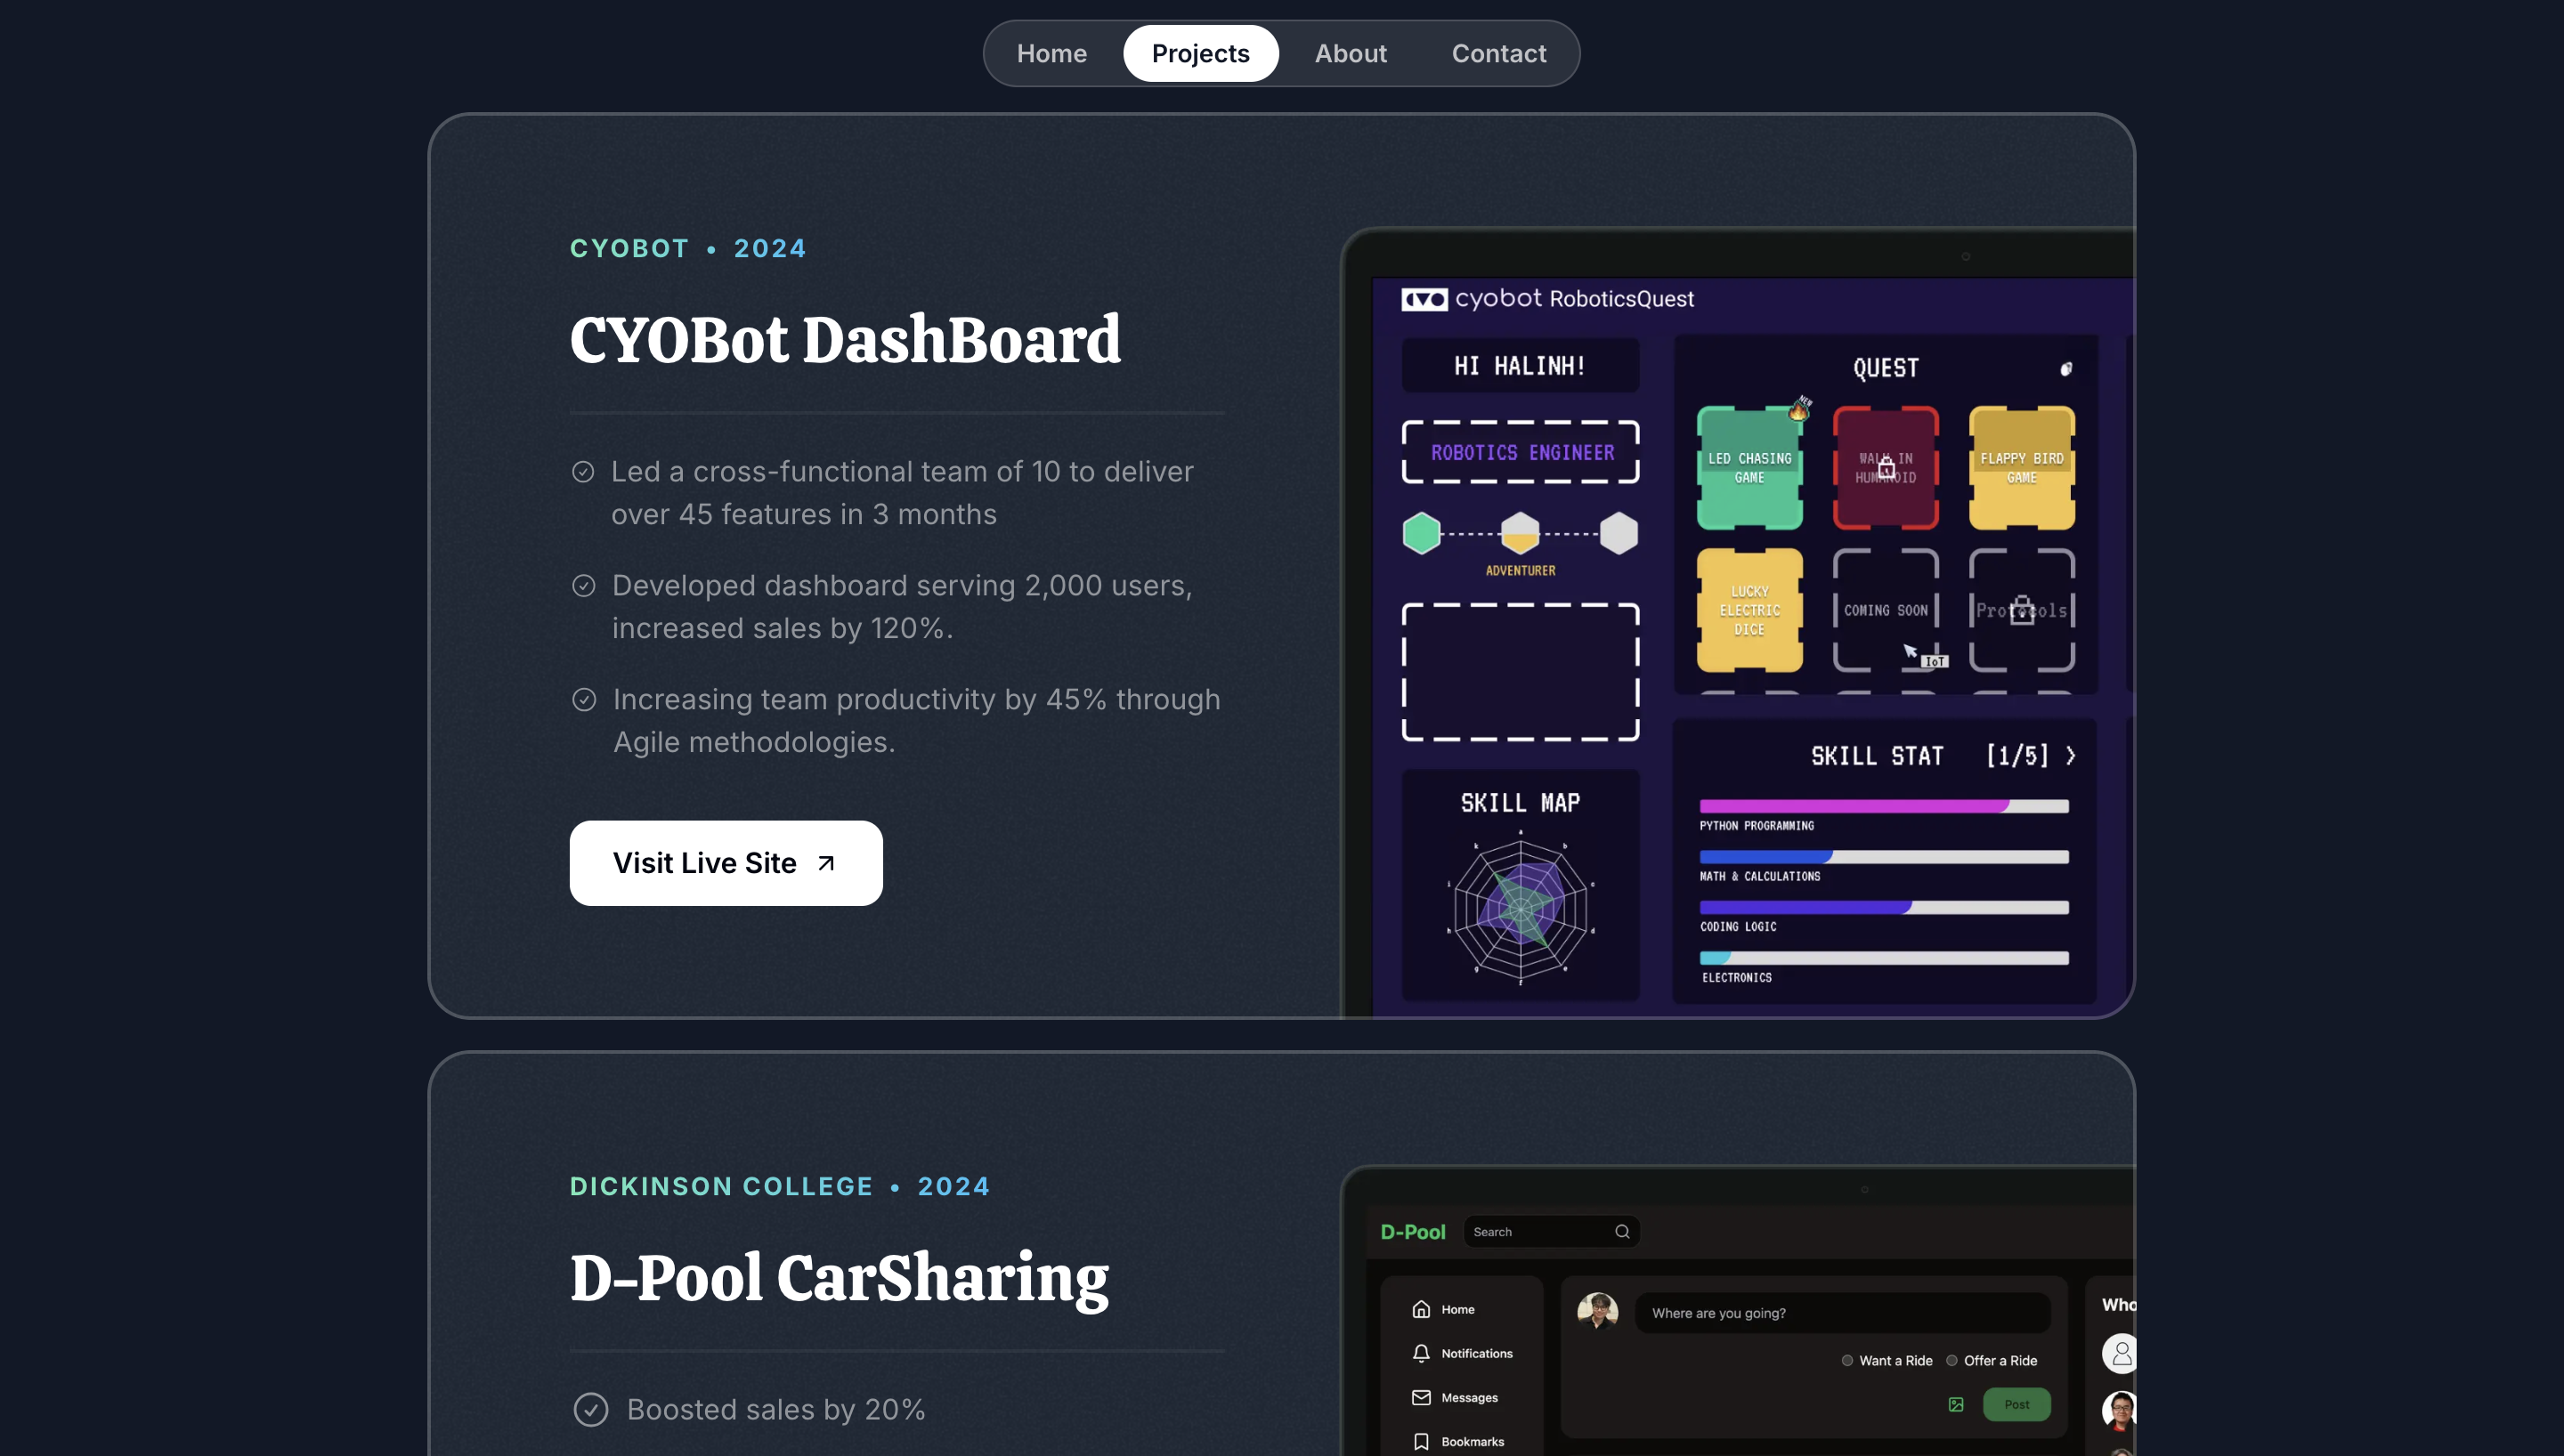 Home Projects About Contact
CYOBOT • 2024
CYOBot DashBoard
Led a cross-functional team of 10 to deliver
over 45 features in 3 months
Developed dashboard serving 2,000 users,
increased sales by 120%.
Increasing team productivity by 45% through
Agile methodologies.
Visit Live Site
cyobot RoboticsQuest
HI HALINH!
ROBOTICS ENGINEER
ADVENTURER
SKILL MAP
QUEST
NEW
LED CHASING
GAME
WALK IN
HUMANOID
FLAPPY BIRD
GAME
LUCKY
ELECTRIC
DICE
COMING SOON
IoT
Protocols
SKILL STAT [1/5]
PYTHON PROGRAMMING
MATH & CALCULATIONS
CODING LOGIC
ELECTRONICS
DICKINSON COLLEGE • 2024
D-Pool CarSharing
Boosted sales by 20%
D-Pool
Search
Home
Notifications
Messages
Bookmarks
Where are you going?
Want a Ride Offer a Ride
Post
Who